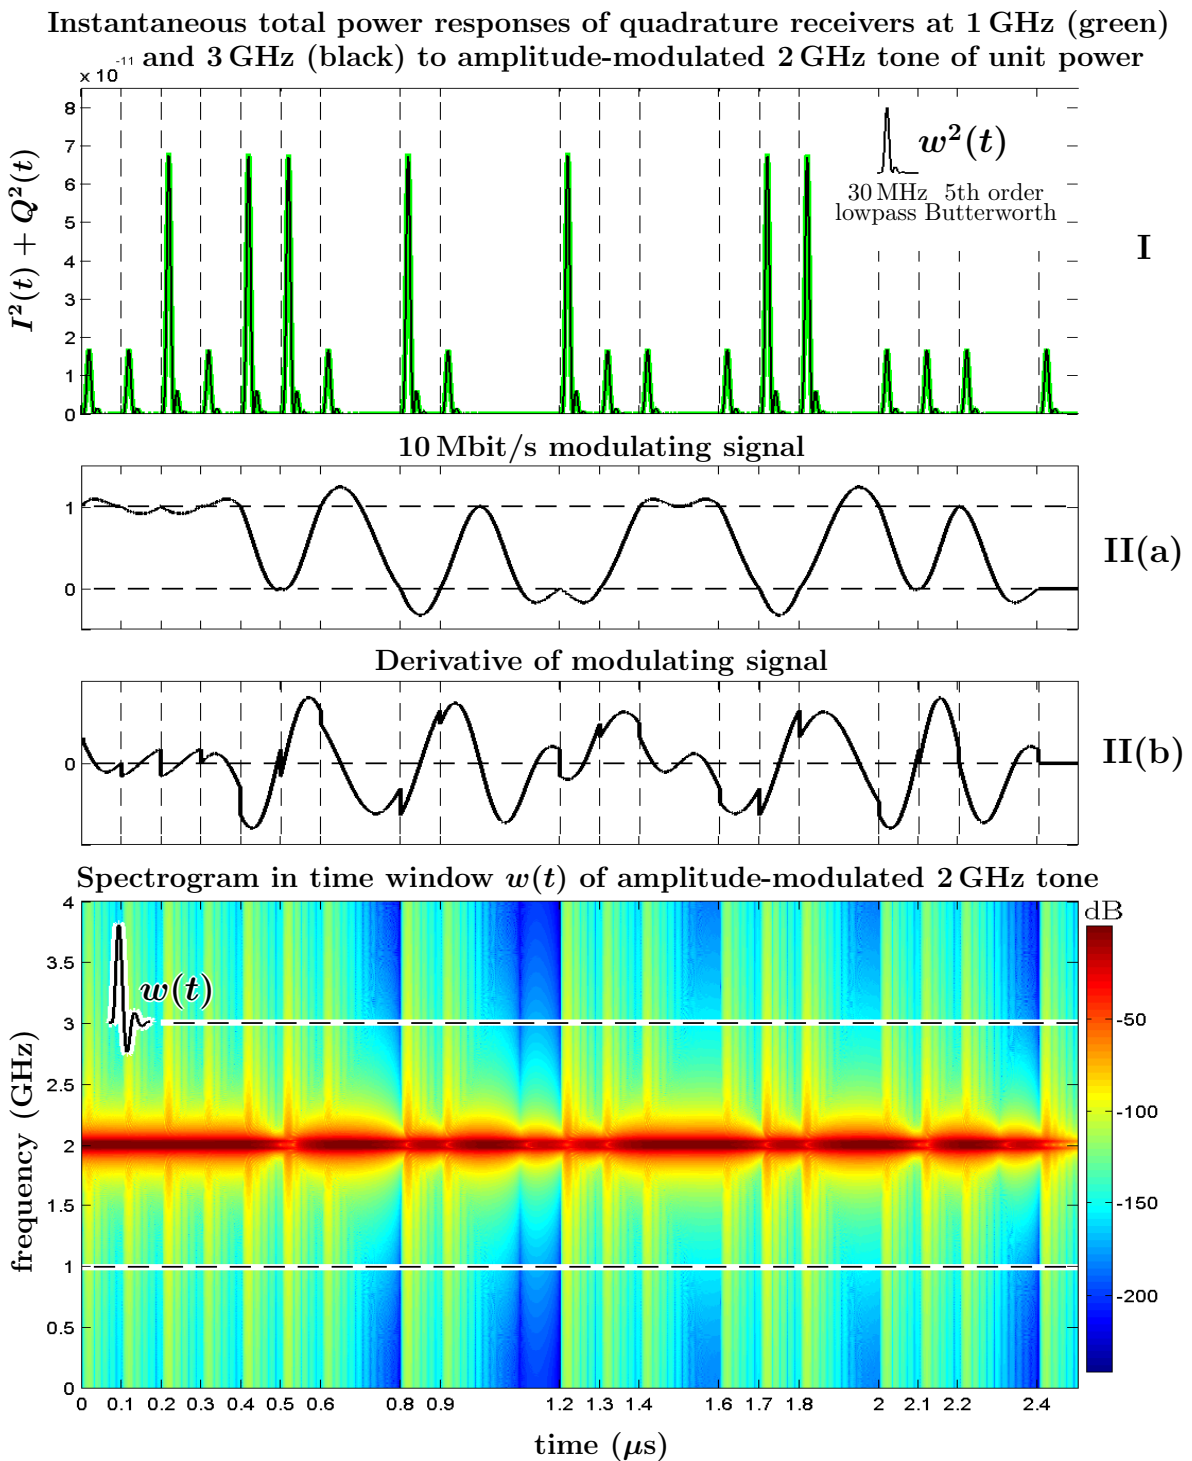 Instantaneous total power responses of quadrature receivers at 1 GHz (green)
and 3 GHz (black) to amplitude-modulated 2 GHz tone of unit power
x 10⁻¹¹
8
7
6
5
4
3
2
1
0
I²(t) + Q²(t)
w²(t)
30 MHz 5th order
lowpass Butterworth
I
10 Mbit/s modulating signal
1
0
II(a)
Derivative of modulating signal
0
II(b)
Spectrogram in time window w(t) of amplitude-modulated 2 GHz tone
4
3.5
3
2.5
2
1.5
1
0.5
0
frequency (GHz)
w(t)
dB
-50
-100
-150
-200
0 0.1 0.2 0.3 0.4 0.5 0.6 0.8 0.9 1.2 1.3 1.4 1.6 1.7 1.8 2 2.1 2.2 2.4
time (μs)